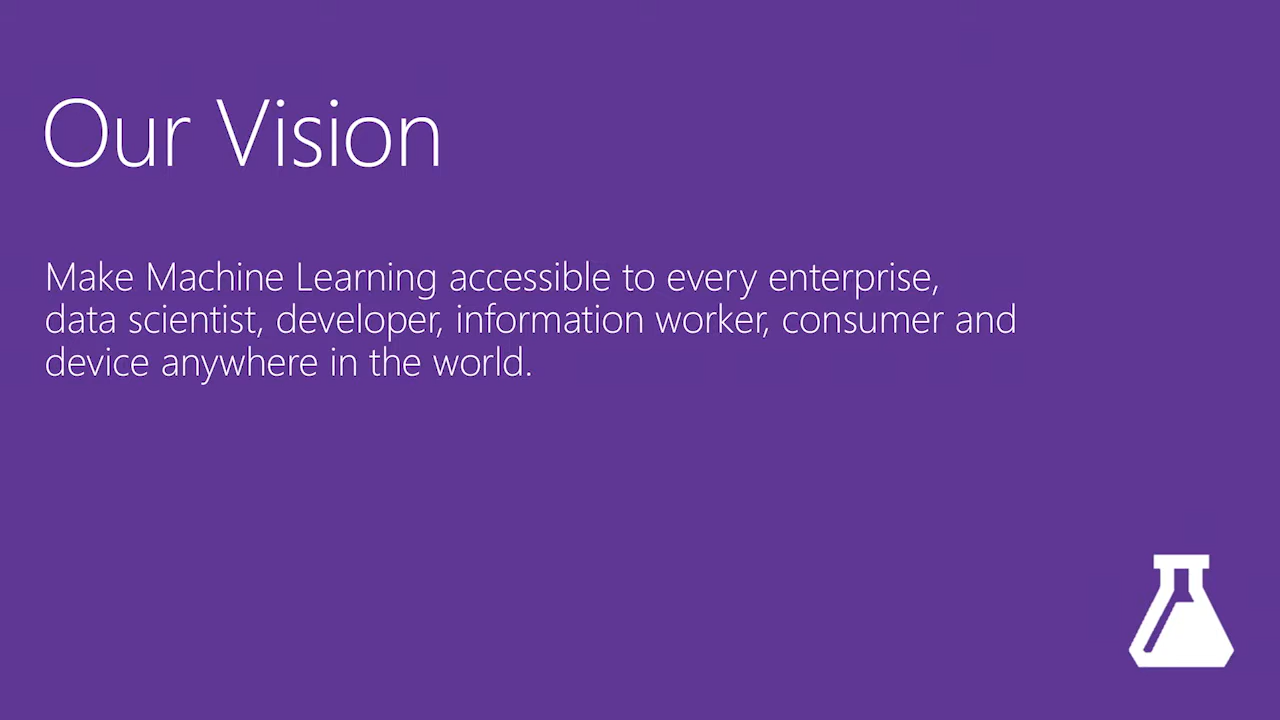 Our Vision
Make Machine Learning accessible to every enterprise,
data scientist, developer, information worker, consumer and
device anywhere in the world.